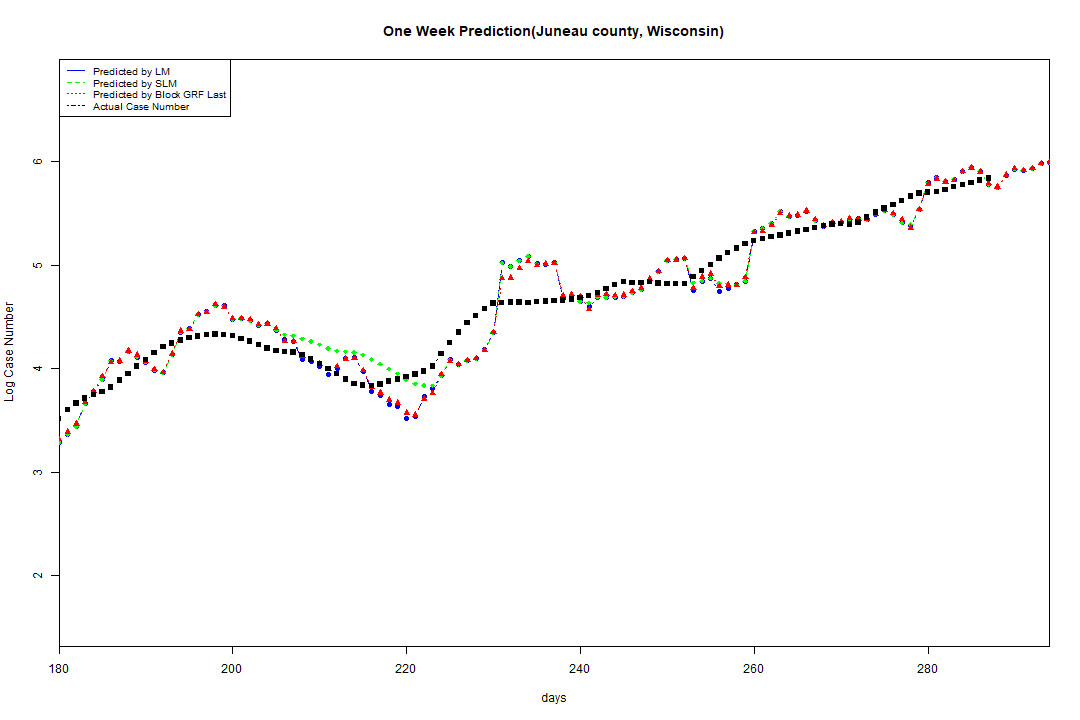 One Week Prediction(Juneau county, Wisconsin)
Predicted by LM
Predicted by SLM
Predicted by Block GRF Last
Actual Case Number
6
5
4
3
2
Log Case Number
180 200 220 240 260 280
days